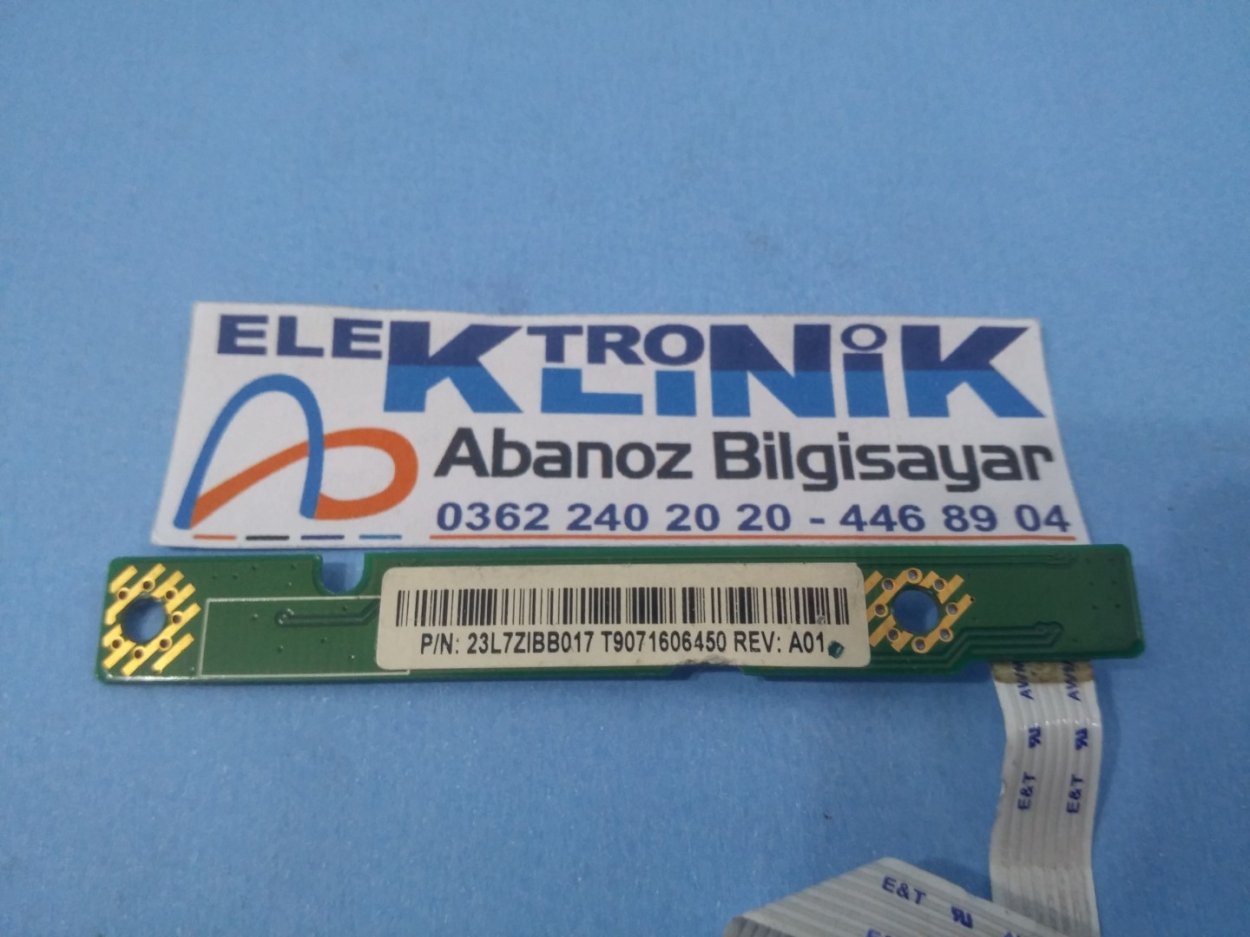 ELEKTRONİK
KLİNİK
Abanoz Bilgisayar
0362 240 20 20 - 446 89 04
P/N: 23L7ZIBB017 T9071606450 REV: A01
E&T
E&T
E&T